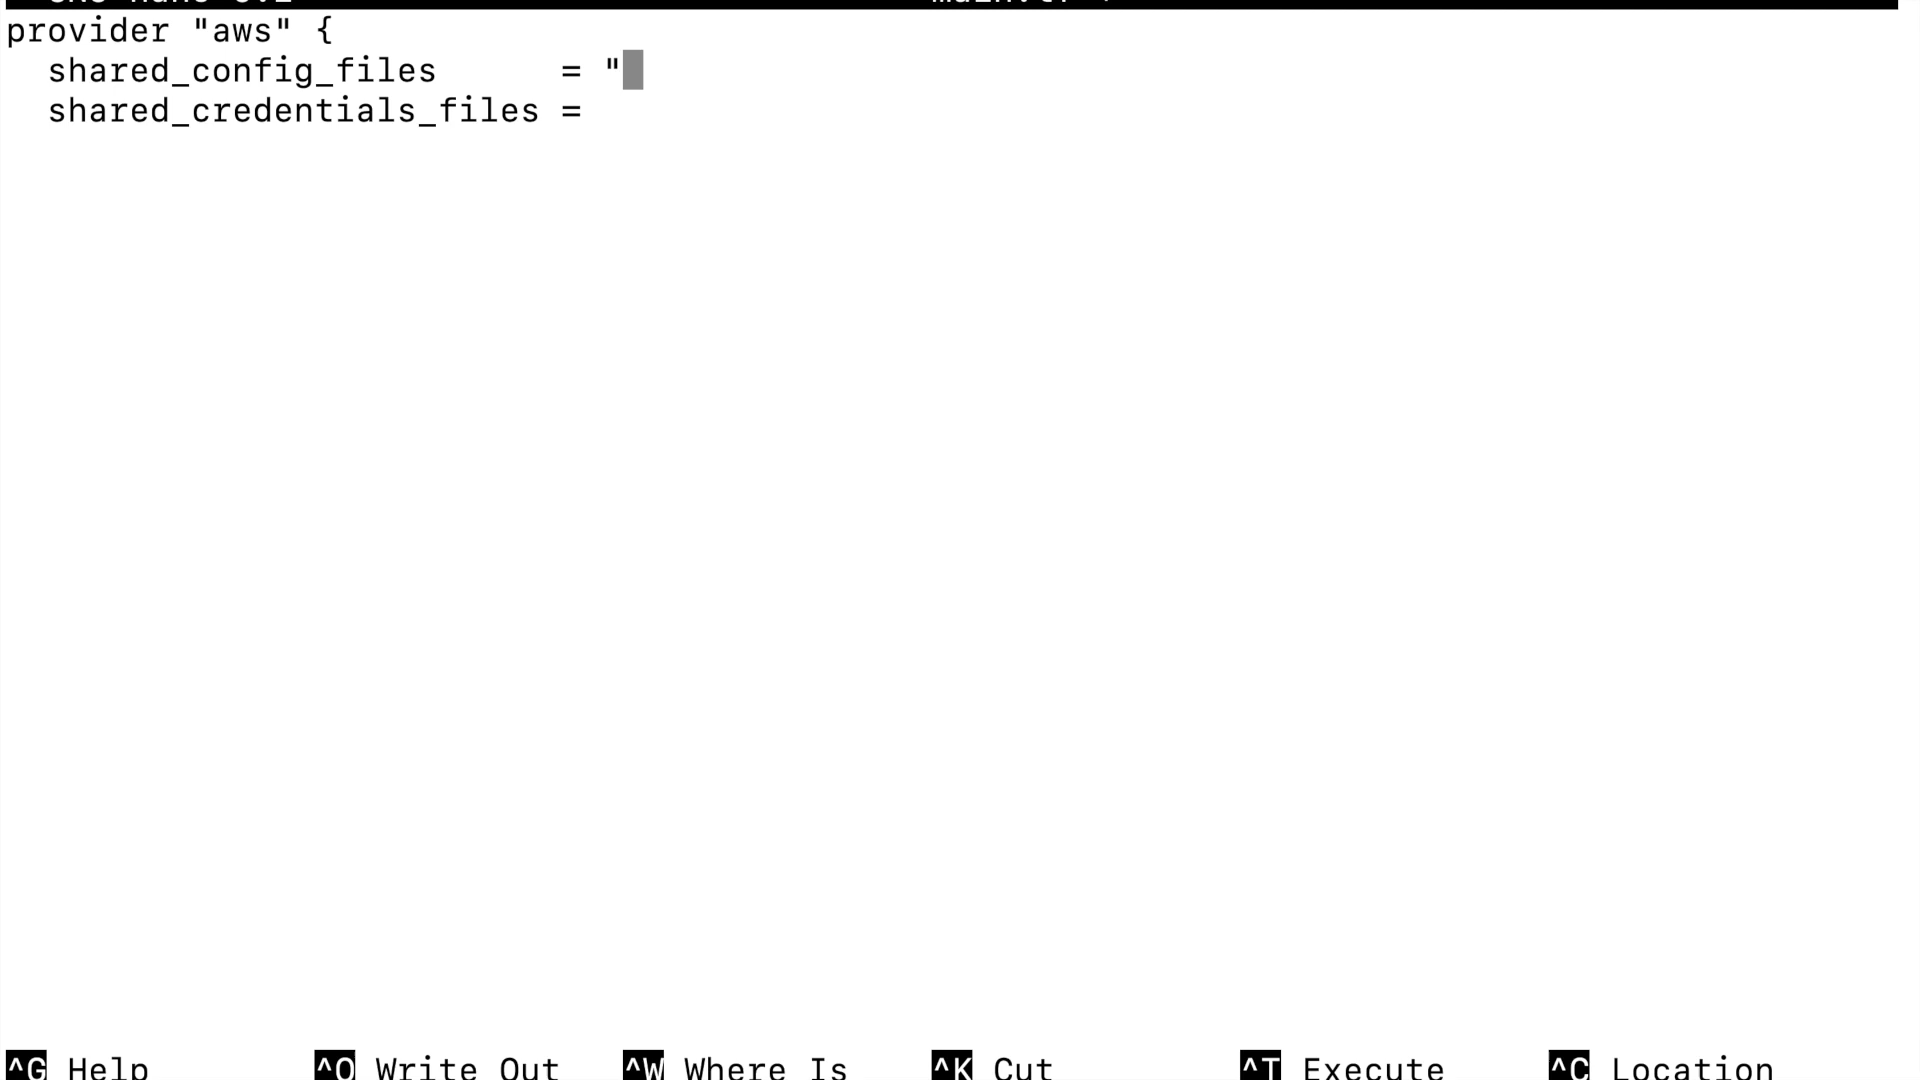 provider "aws" {
  shared_config_files      = "
  shared_credentials_files =
^G Help ^O Write Out ^W Where Is ^K Cut ^T Execute ^C Location